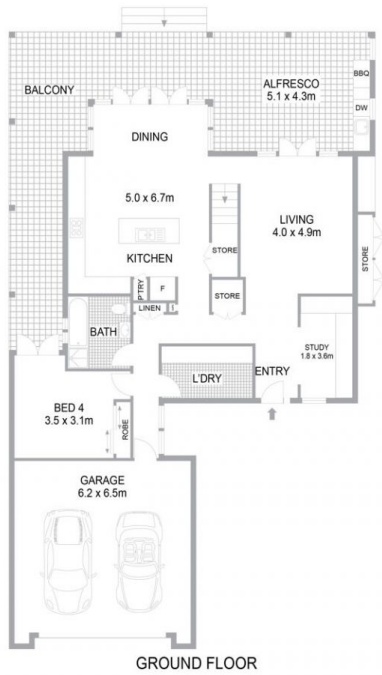 BBQ
ALFRESCO
5.1 x 4.3m
BALCONY
DW
DINING
5.0 x 6.7m
LIVING
4.0 x 4.9m
STORE
STORE
KITCHEN
P'TRY
F
STORE
LINEN
BATH
STUDY
1.8 x 3.6m
ENTRY
L'DRY
BED 4
3.5 x 3.1m
ROBE
GARAGE
6.2 x 6.5m
GROUND FLOOR